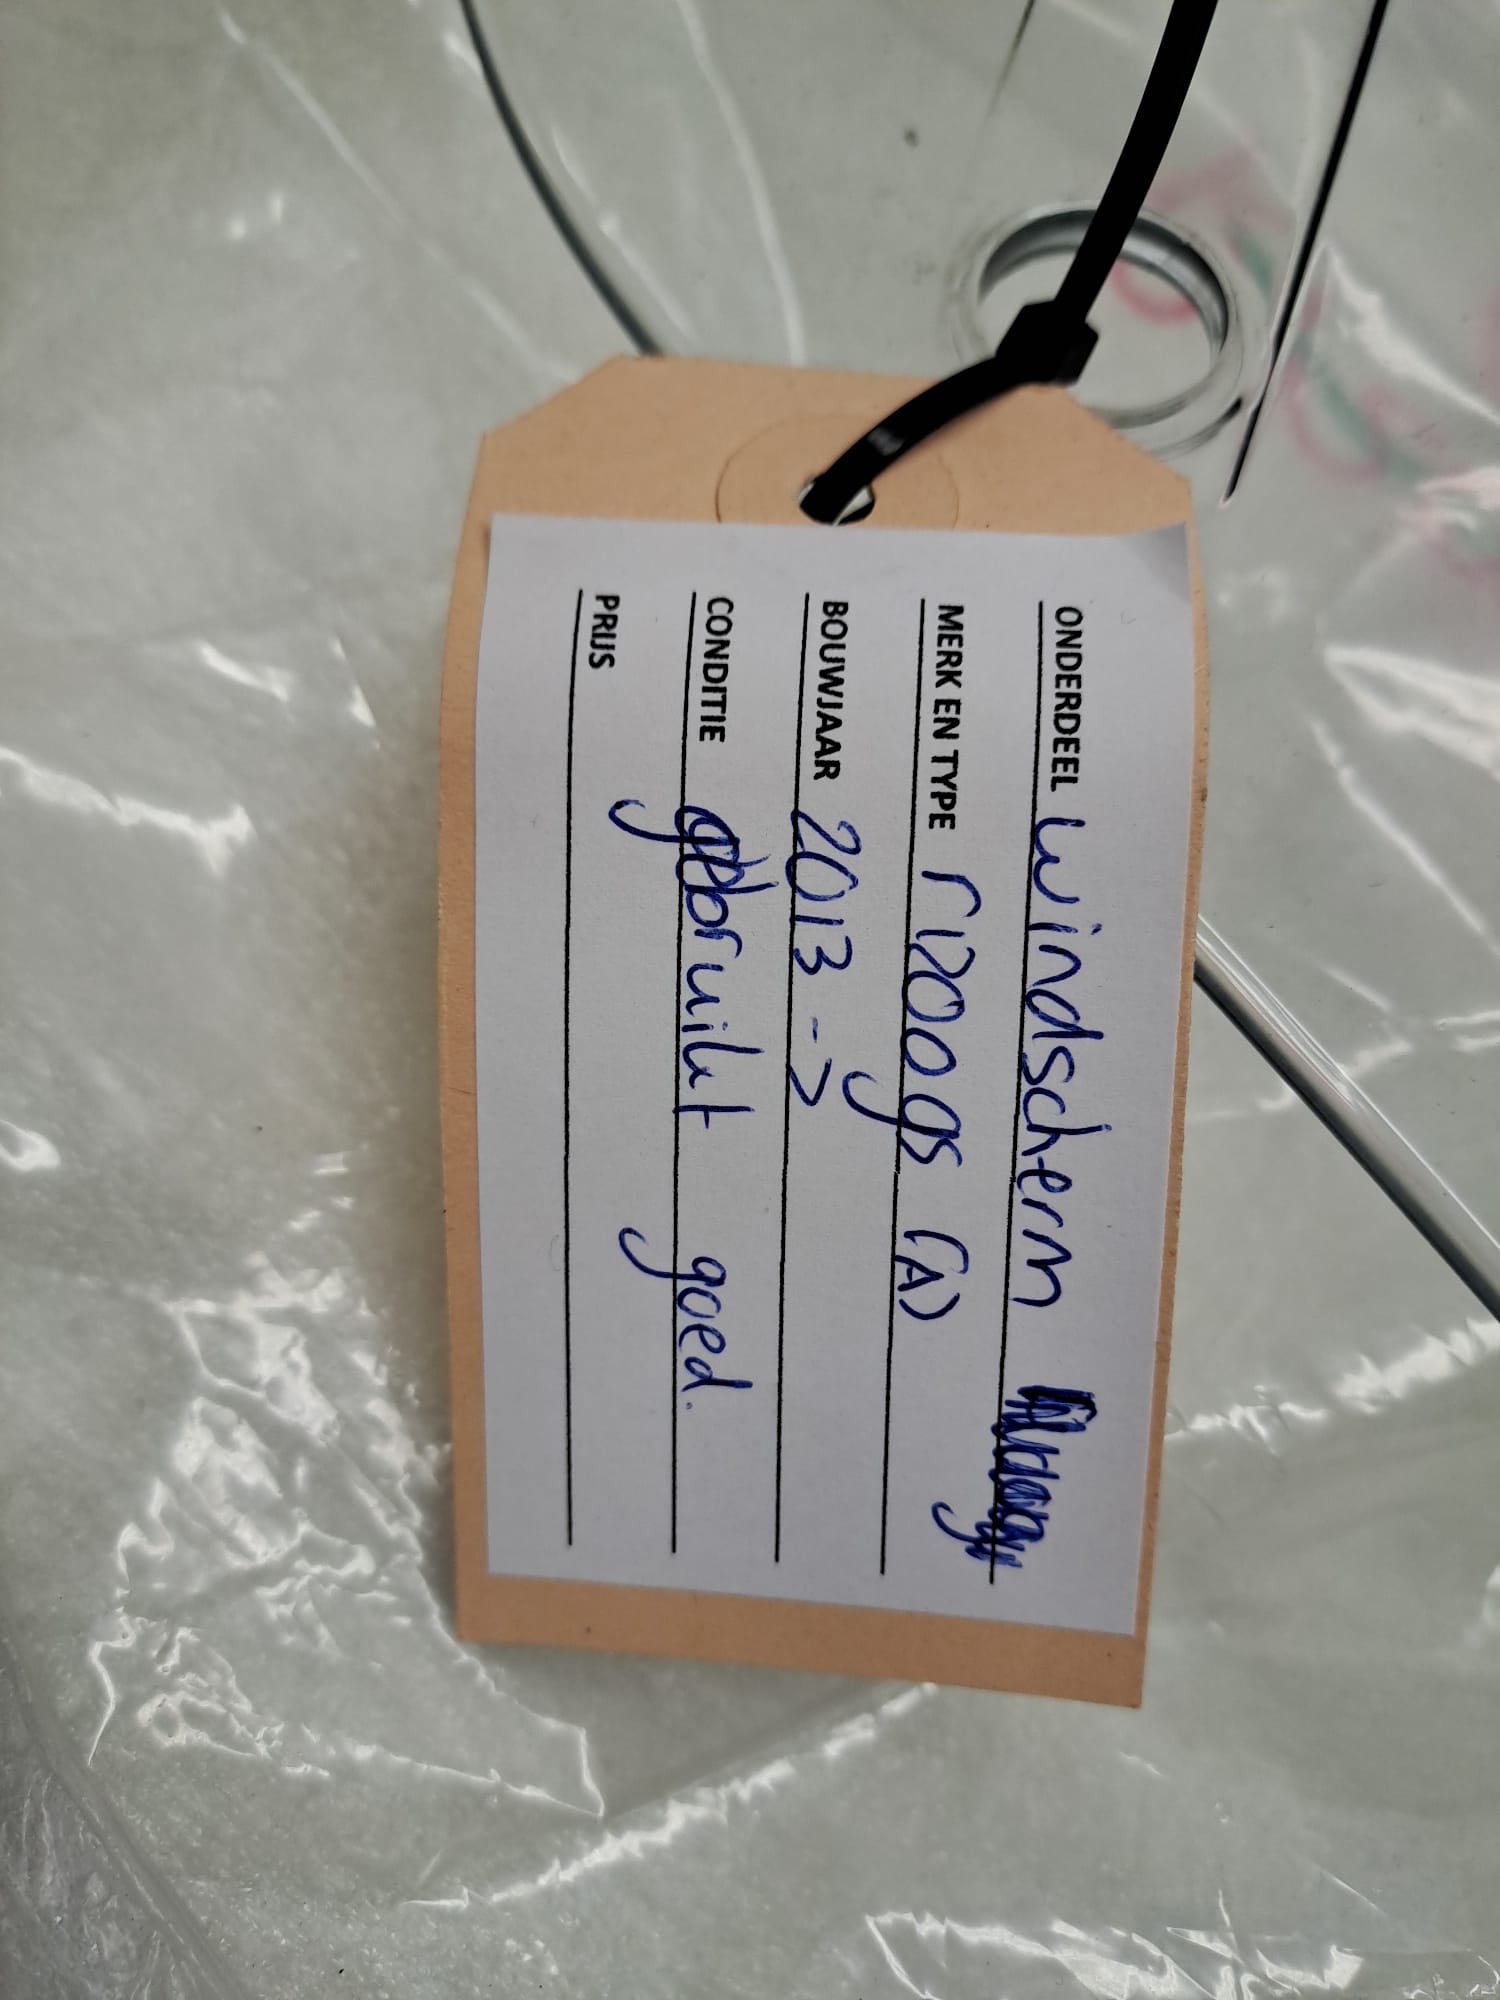 ONDERDEEL windscherm
MERK EN TYPE r1200gs (A)
BOUWJAAR 2013 -->
CONDITIE gebruikt goed.
PRIJS